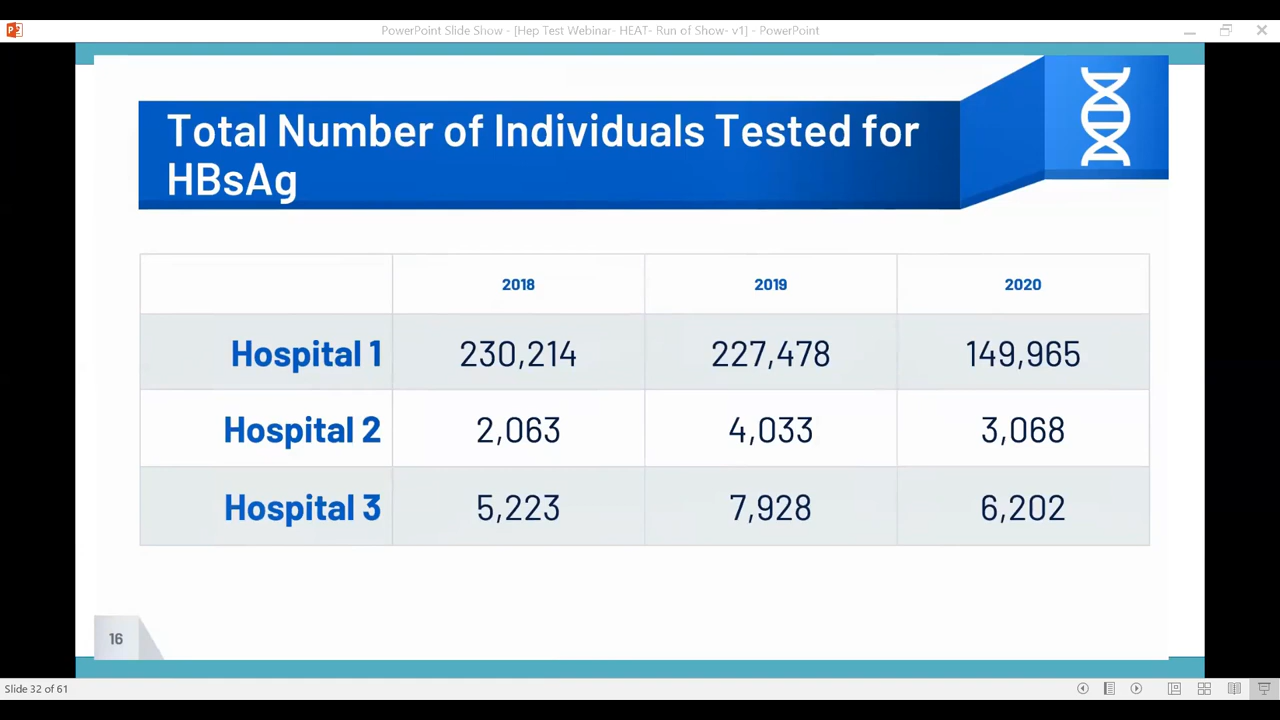 PowerPoint Slide Show - [Hep Test Webinar- HEAT- Run of Show- v1] - PowerPoint
Total Number of Individuals Tested for
HBsAg
2018 2019 2020
Hospital 1 230,214 227,478 149,965
Hospital 2 2,063 4,033 3,068
Hospital 3 5,223 7,928 6,202
16
Slide 32 of 61